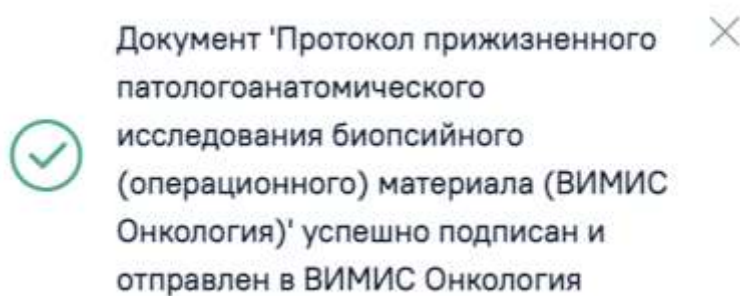 Документ 'Протокол прижизненного
патологоанатомического
исследования биопсийного
(операционного) материала (ВИМИС
Онкология)' успешно подписан и
отправлен в ВИМИС Онкология